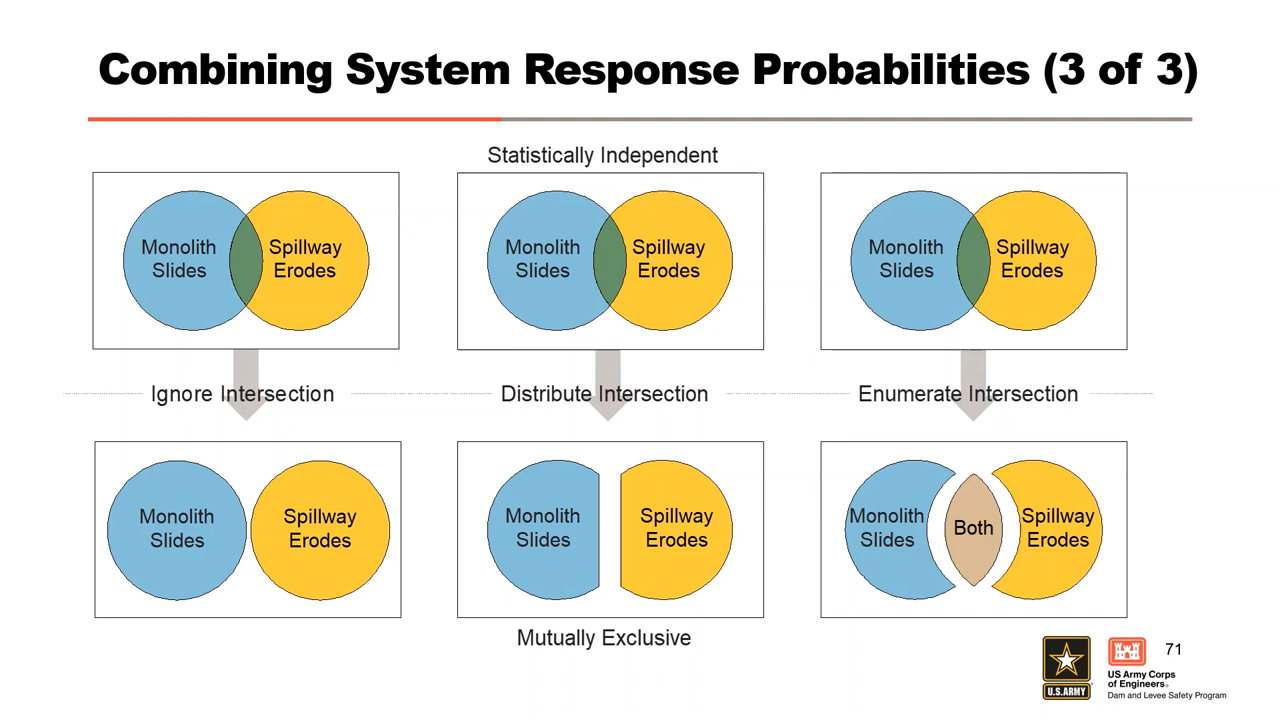 Combining System Response Probabilities (3 of 3)
Statistically Independent
Monolith
Slides
Spillway
Erodes
Monolith
Slides
Spillway
Erodes
Monolith
Slides
Spillway
Erodes
Ignore Intersection
Distribute Intersection
Enumerate Intersection
Monolith
Slides
Spillway
Erodes
Monolith
Slides
Spillway
Erodes
Monolith
Slides
Both
Spillway
Erodes
Mutually Exclusive
71
U.S.ARMY
US Army Corps
of Engineers®
Dam and Levee Safety Program